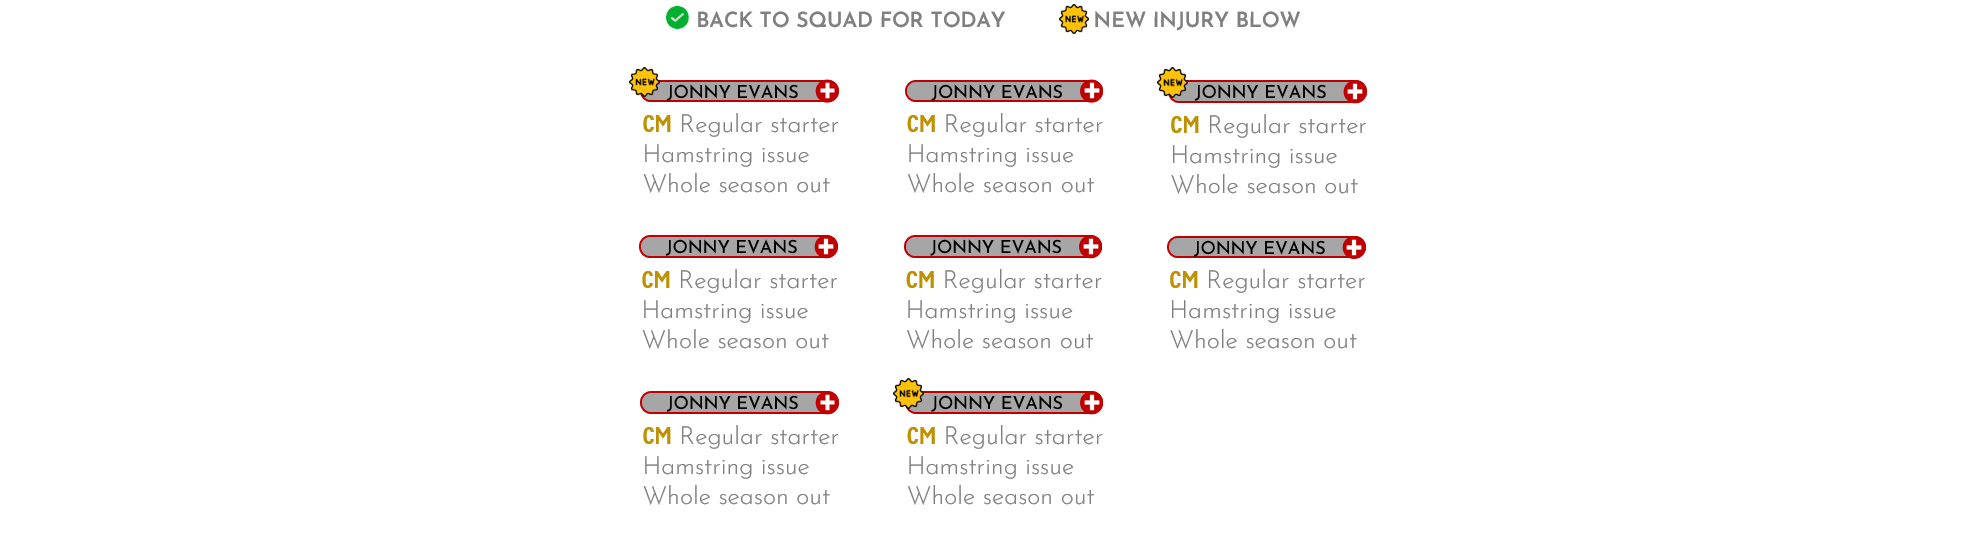 BACK TO SQUAD FOR TODAY
NEW NEW INJURY BLOW
NEW JONNY EVANS
CM Regular starter
Hamstring issue
Whole season out
JONNY EVANS
CM Regular starter
Hamstring issue
Whole season out
NEW JONNY EVANS
CM Regular starter
Hamstring issue
Whole season out
JONNY EVANS
CM Regular starter
Hamstring issue
Whole season out
JONNY EVANS
CM Regular starter
Hamstring issue
Whole season out
JONNY EVANS
CM Regular starter
Hamstring issue
Whole season out
JONNY EVANS
CM Regular starter
Hamstring issue
Whole season out
NEW JONNY EVANS
CM Regular starter
Hamstring issue
Whole season out